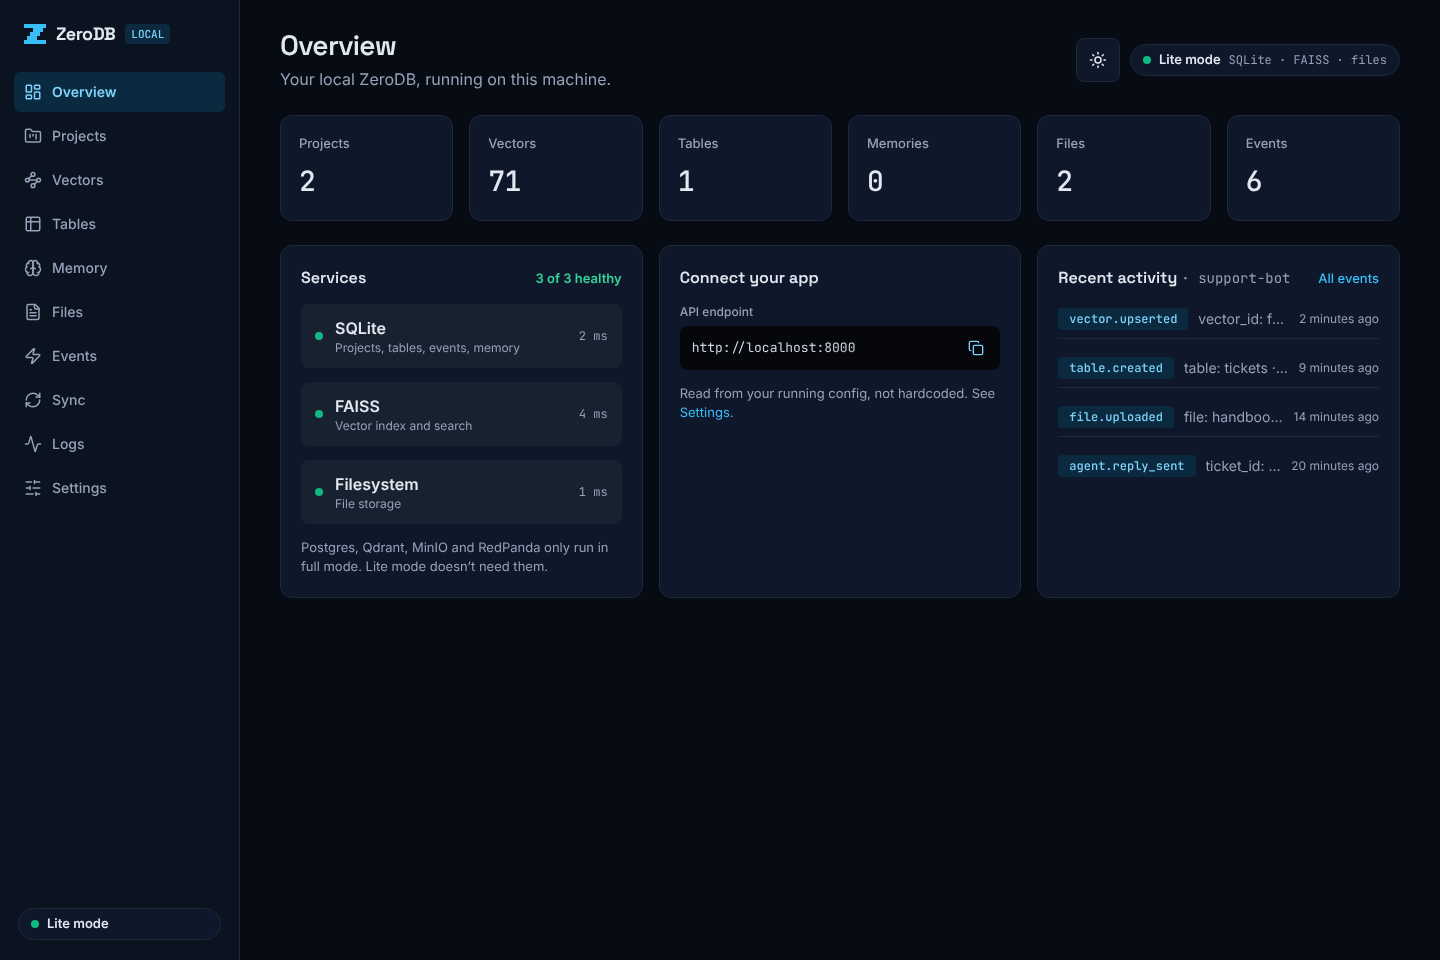 ZeroDB LOCAL
Overview
Projects
Vectors
Tables
Memory
Files
Events
Sync
Logs
Settings
Lite mode
Overview
Your local ZeroDB, running on this machine.
Lite mode SQLite · FAISS · files
Projects
2
Vectors
71
Tables
1
Memories
0
Files
2
Events
6
Services 3 of 3 healthy
SQLite
Projects, tables, events, memory
2 ms
FAISS
Vector index and search
4 ms
Filesystem
File storage
1 ms
Postgres, Qdrant, MinIO and RedPanda only run in
full mode. Lite mode doesn’t need them.
Connect your app
API endpoint
http://localhost:8000
Read from your running config, not hardcoded. See
Settings.
Recent activity · support-bot All events
vector.upserted vector_id: f… 2 minutes ago
table.created table: tickets ·… 9 minutes ago
file.uploaded file: handboo… 14 minutes ago
agent.reply_sent ticket_id: … 20 minutes ago